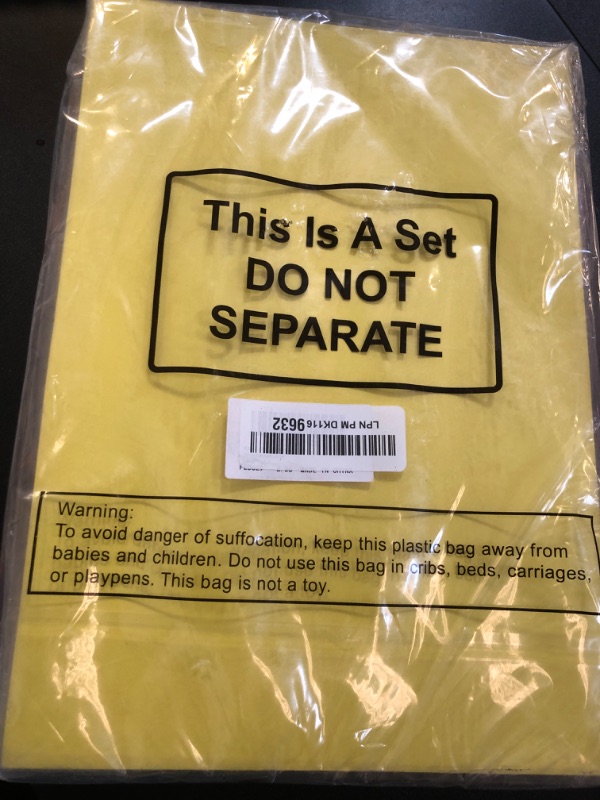 This Is A Set
DO NOT
SEPARATE
LPN PM DK116 9632
Warning:
To avoid danger of suffocation, keep this plastic bag away from
babies and children. Do not use this bag in cribs, beds, carriages,
or playpens. This bag is not a toy.